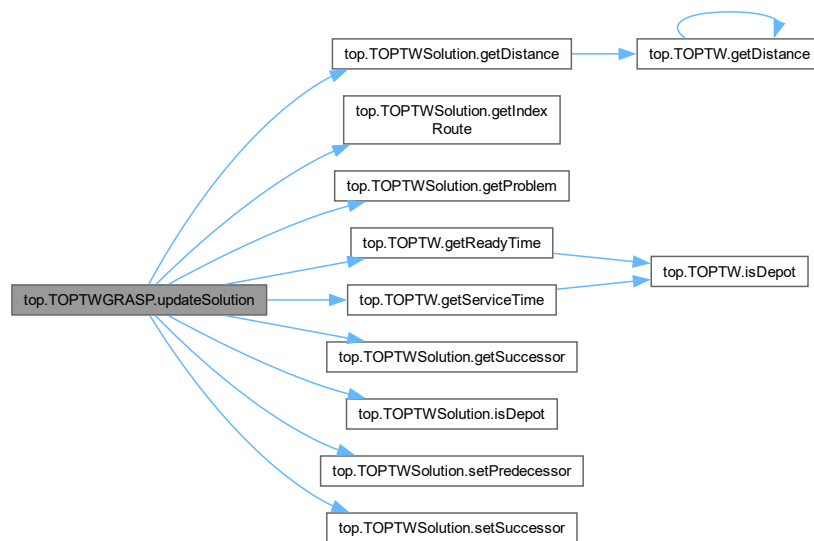 top.TOPTWSolution.getDistance
top.TOPTW.getDistance
top.TOPTWSolution.getIndex
Route
top.TOPTWSolution.getProblem
top.TOPTW.getReadyTime
top.TOPTW.isDepot
top.TOPTWGRASP.updateSolution
top.TOPTW.getServiceTime
top.TOPTWSolution.getSuccessor
top.TOPTWSolution.isDepot
top.TOPTWSolution.setPredecessor
top.TOPTWSolution.setSuccessor